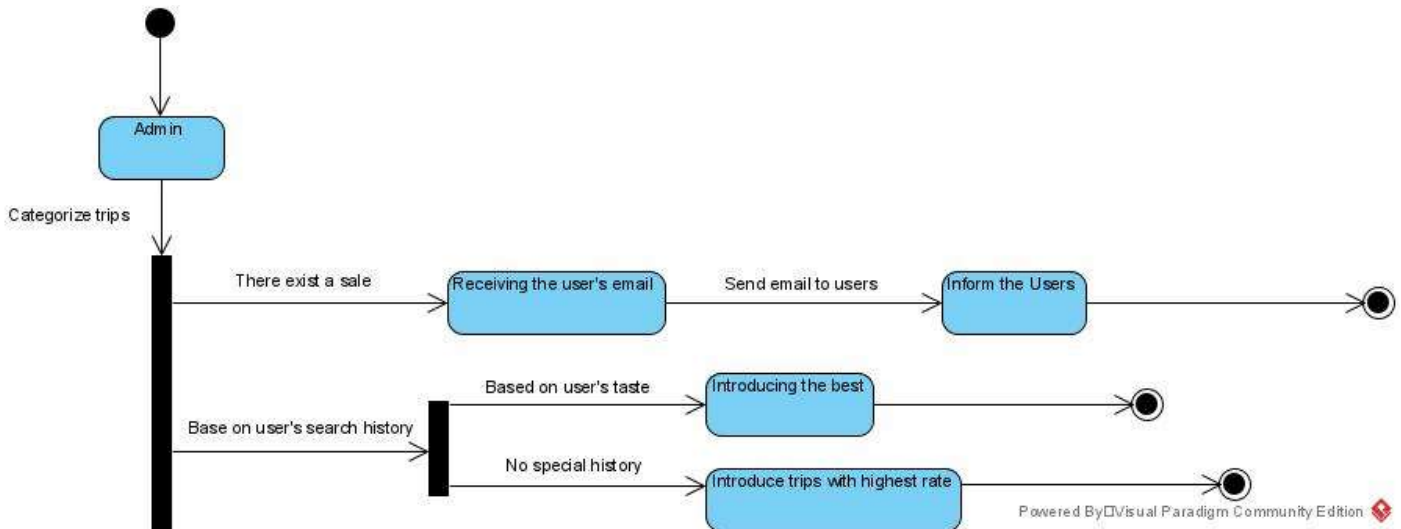 Admin
Categorize trips
There exist a sale
Receiving the user's email
Send email to users
Inform the Users
Based on user's taste
Introducing the best
Base on user's search history
No special history
Introduce trips with highest rate
Powered By□Visual Paradigm Community Edition